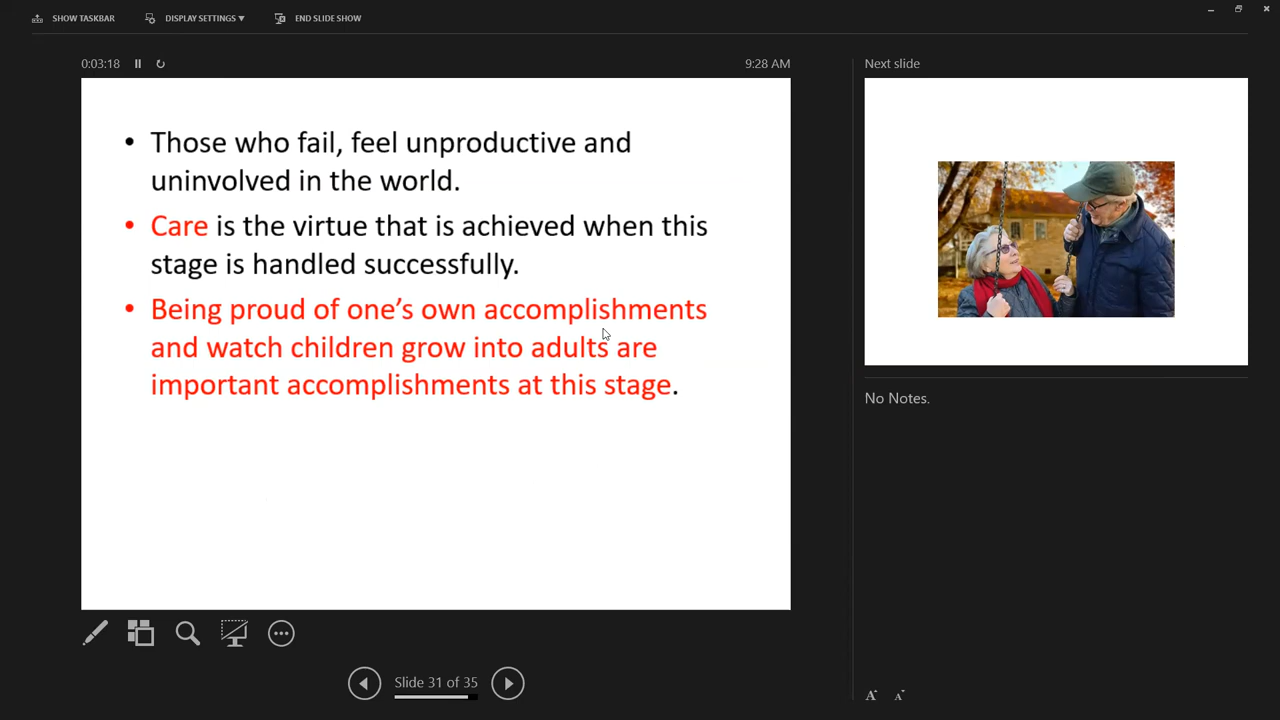 SHOW TASKBAR DISPLAY SETTINGS ▾ END SLIDE SHOW
0:03:18 9:28 AM
• Those who fail, feel unproductive and
uninvolved in the world.
• Care is the virtue that is achieved when this
stage is handled successfully.
• Being proud of one’s own accomplishments
and watch children grow into adults are
important accomplishments at this stage.
Slide 31 of 35
Next slide
No Notes.
A A